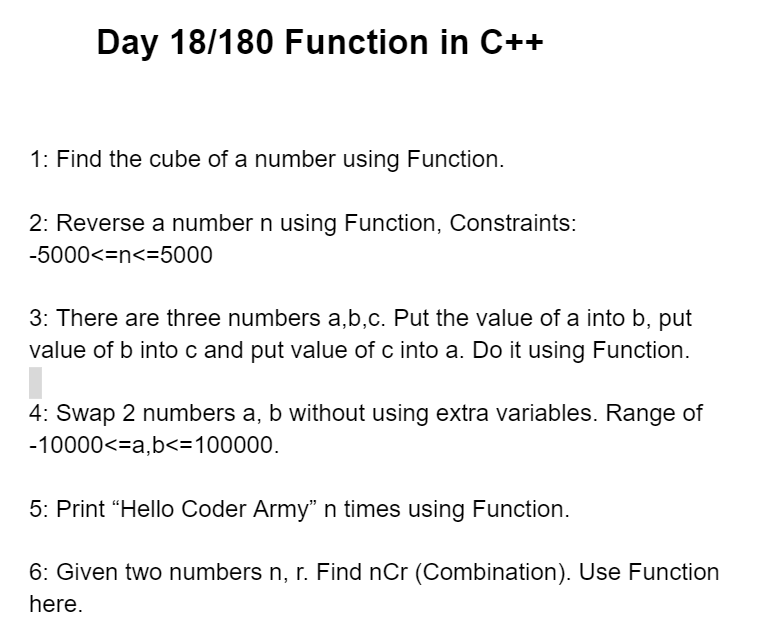 Day 18/180 Function in C++
1: Find the cube of a number using Function.
2: Reverse a number n using Function, Constraints:
-5000<=n<=5000
3: There are three numbers a,b,c. Put the value of a into b, put
value of b into c and put value of c into a. Do it using Function.
4: Swap 2 numbers a, b without using extra variables. Range of
-10000<=a,b<=100000.
5: Print “Hello Coder Army” n times using Function.
6: Given two numbers n, r. Find nCr (Combination). Use Function
here.